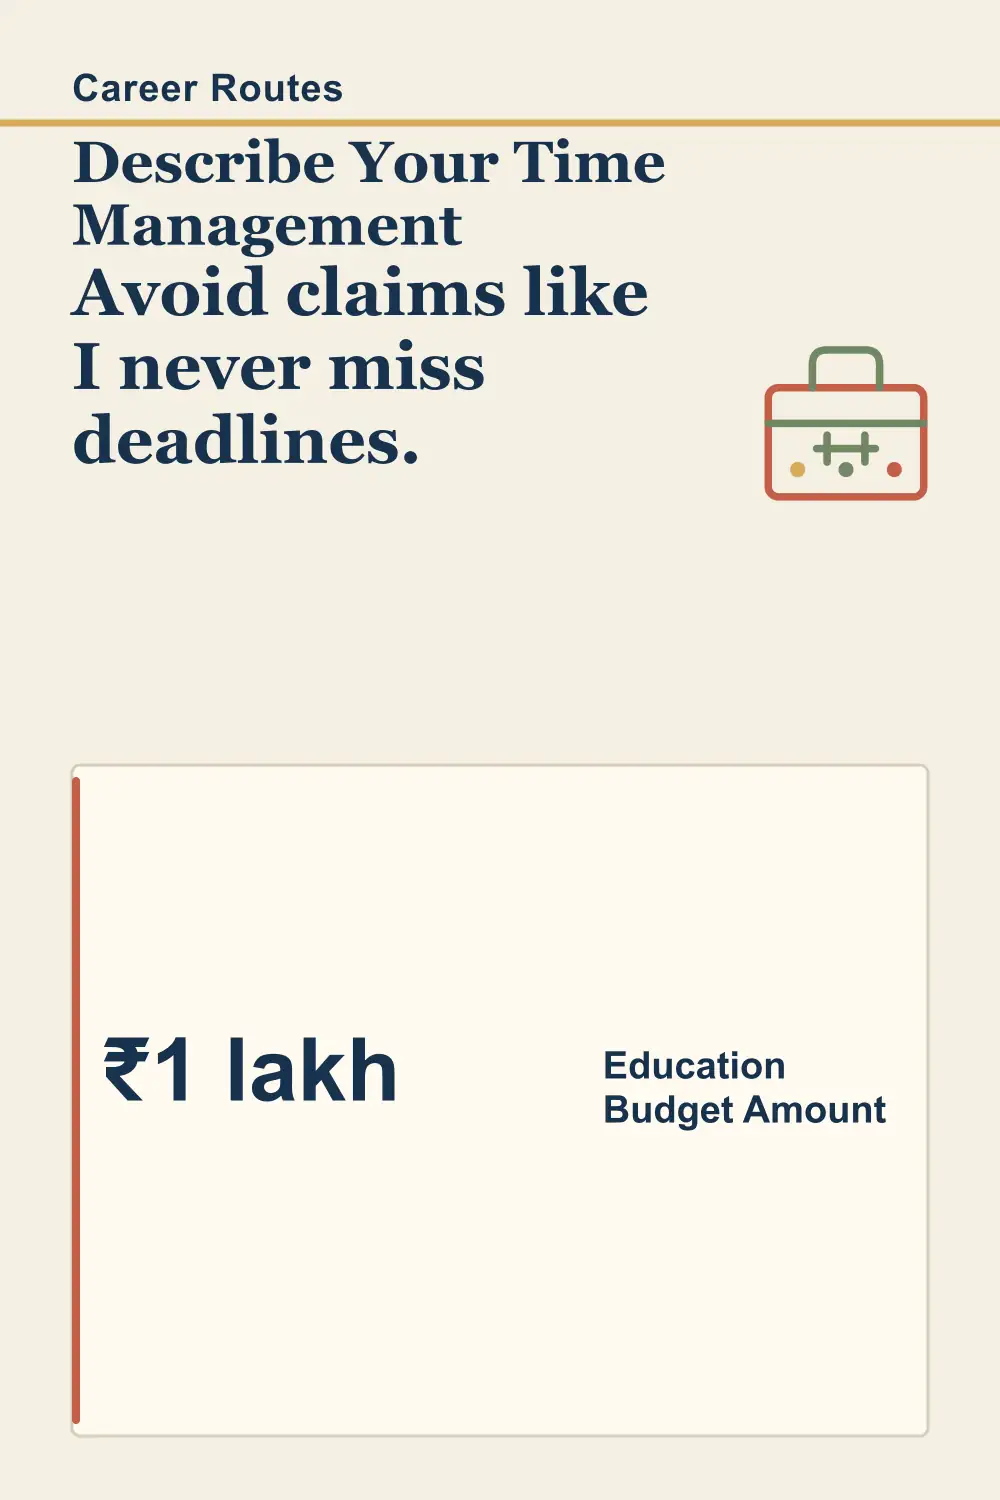 Career Routes
Describe Your Time
Management
Avoid claims like
I never miss
deadlines.
₹1 lakh
Education
Budget Amount